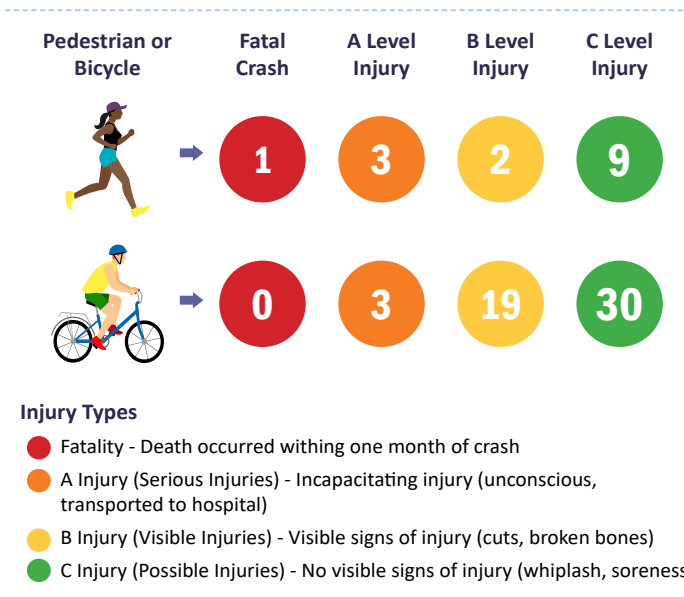 Pedestrian or Bicycle
Fatal Crash
A Level Injury
B Level Injury
C Level Injury
1
3
2
9
0
3
19
30
Injury Types
Fatality - Death occurred withing one month of crash
A Injury (Serious Injuries) - Incapacitating injury (unconscious,
transported to hospital)
B Injury (Visible Injuries) - Visible signs of injury (cuts, broken bones)
C Injury (Possible Injuries) - No visible signs of injury (whiplash, soreness